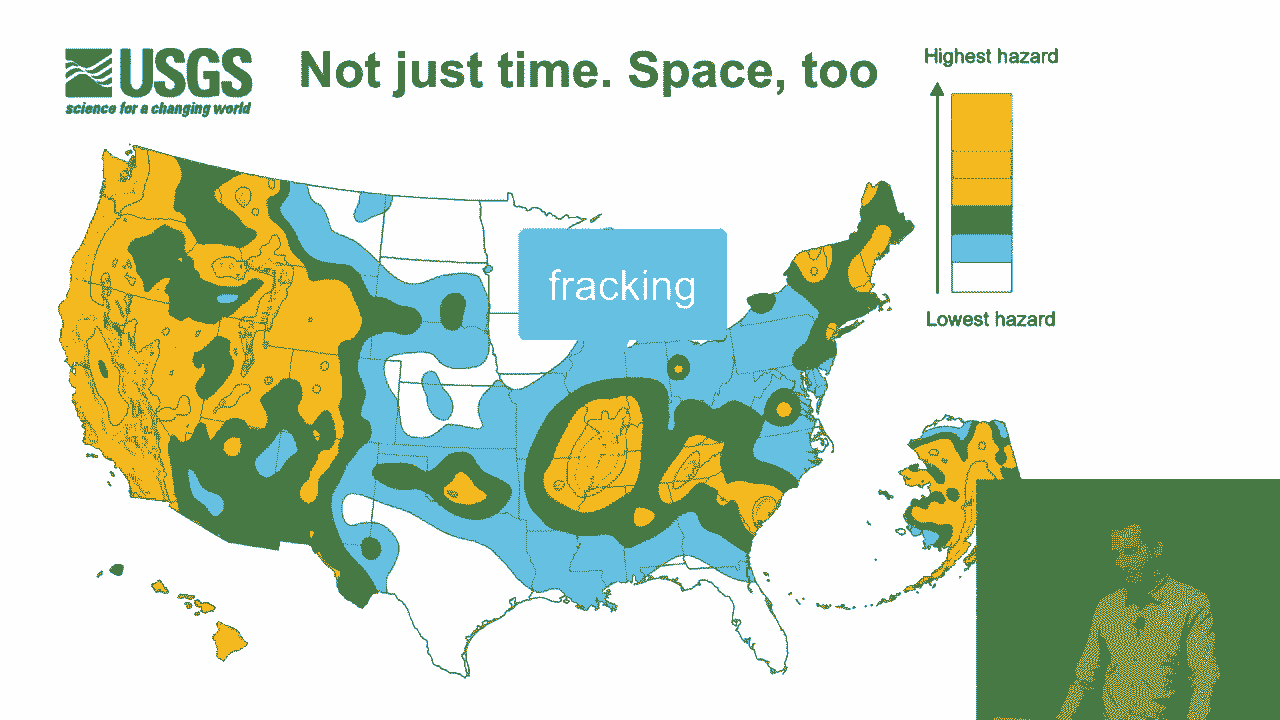 USGS
science for a changing world
Not just time. Space, too
Highest hazard
fracking
Lowest hazard